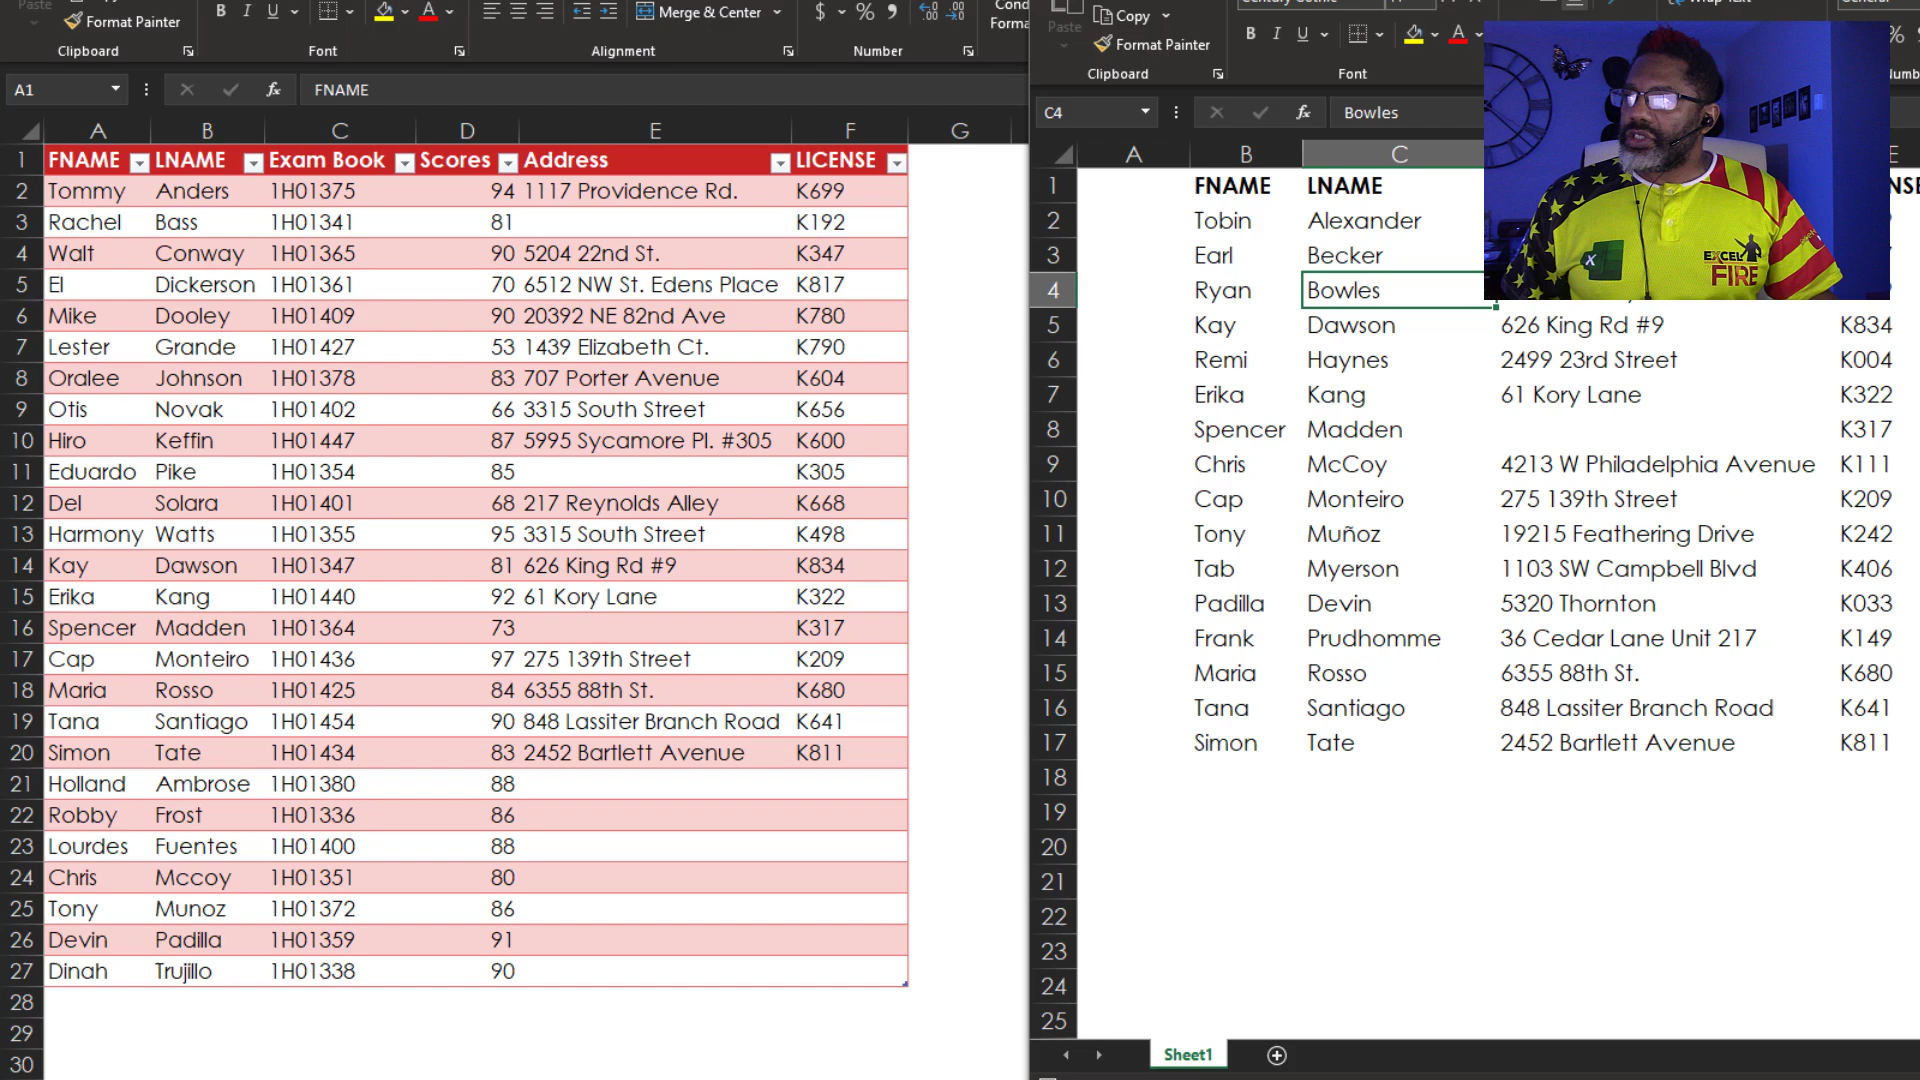 Paste
Format Painter
Clipboard
B I U
Font
Merge & Center
Alignment
$ % 9
Number
Cond
Forma
A1
fx
FNAME
A B C D E F G
1 FNAME LNAME Exam Book Scores Address LICENSE
2 Tommy Anders 1H01375 94 1117 Providence Rd. K699
3 Rachel Bass 1H01341 81 K192
4 Walt Conway 1H01365 90 5204 22nd St. K347
5 El Dickerson 1H01361 70 6512 NW St. Edens Place K817
6 Mike Dooley 1H01409 90 20392 NE 82nd Ave K780
7 Lester Grande 1H01427 53 1439 Elizabeth Ct. K790
8 Oralee Johnson 1H01378 83 707 Porter Avenue K604
9 Otis Novak 1H01402 66 3315 South Street K656
10 Hiro Keffin 1H01447 87 5995 Sycamore Pl. #305 K600
11 Eduardo Pike 1H01354 85 K305
12 Del Solara 1H01401 68 217 Reynolds Alley K668
13 Harmony Watts 1H01355 95 3315 South Street K498
14 Kay Dawson 1H01347 81 626 King Rd #9 K834
15 Erika Kang 1H01440 92 61 Kory Lane K322
16 Spencer Madden 1H01364 73 K317
17 Cap Monteiro 1H01436 97 275 139th Street K209
18 Maria Rosso 1H01425 84 6355 88th St. K680
19 Tana Santiago 1H01454 90 848 Lassiter Branch Road K641
20 Simon Tate 1H01434 83 2452 Bartlett Avenue K811
21 Holland Ambrose 1H01380 88
22 Robby Frost 1H01336 86
23 Lourdes Fuentes 1H01400 88
24 Chris Mccoy 1H01351 80
25 Tony Munoz 1H01372 86
26 Devin Padilla 1H01359 91
27 Dinah Trujillo 1H01338 90
28
29
30
Paste
Copy
Format Painter
Clipboard
B I U
Font
%
Numb
C4
fx
Bowles
A B C E
1 FNAME LNAME NSE
2 Tobin Alexander
3 Earl Becker
4 Ryan Bowles
5 Kay Dawson 626 King Rd #9 K834
6 Remi Haynes 2499 23rd Street K004
7 Erika Kang 61 Kory Lane K322
8 Spencer Madden K317
9 Chris McCoy 4213 W Philadelphia Avenue K111
10 Cap Monteiro 275 139th Street K209
11 Tony Muñoz 19215 Feathering Drive K242
12 Tab Myerson 1103 SW Campbell Blvd K406
13 Padilla Devin 5320 Thornton K033
14 Frank Prudhomme 36 Cedar Lane Unit 217 K149
15 Maria Rosso 6355 88th St. K680
16 Tana Santiago 848 Lassiter Branch Road K641
17 Simon Tate 2452 Bartlett Avenue K811
18
19
20
21
22
23
24
25
Sheet1
X
EXCEL
FIRE